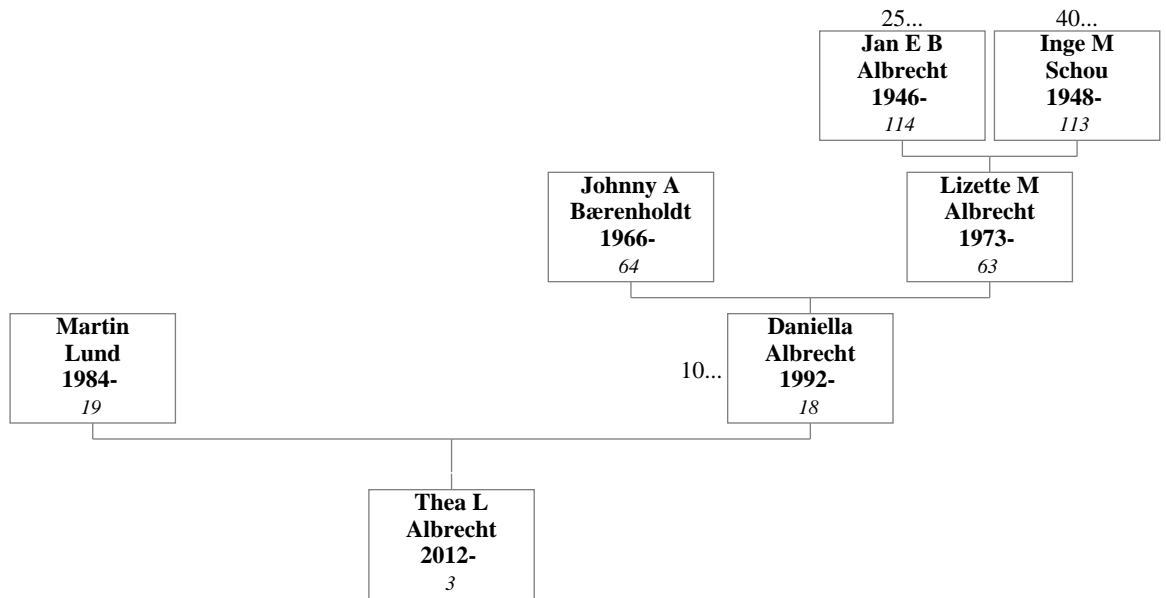 25...
Jan E B
Albrecht
1946-
114
40...
Inge M
Schou
1948-
113
Johnny A
Bærenholdt
1966-
64
Lizette M
Albrecht
1973-
63
Martin
Lund
1984-
19
10...
Daniella
Albrecht
1992-
18
Thea L
Albrecht
2012-
3